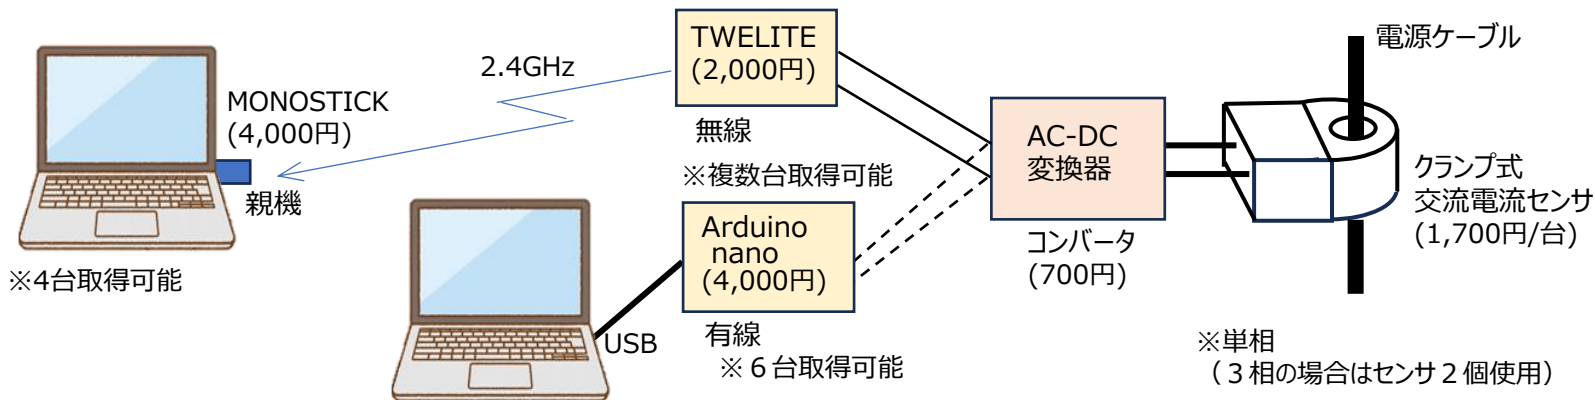 MONOSTICK
(4,000円)
親機
※4台取得可能
2.4GHz
TWELITE
(2,000円)
無線
※複数台取得可能
Arduino
nano
(4,000円)
USB
有線
※６台取得可能
AC-DC
変換器
コンバータ
(700円)
電源ケーブル
クランプ式
交流電流センサ
(1,700円/台)
※単相
（３相の場合はセンサ２個使用）